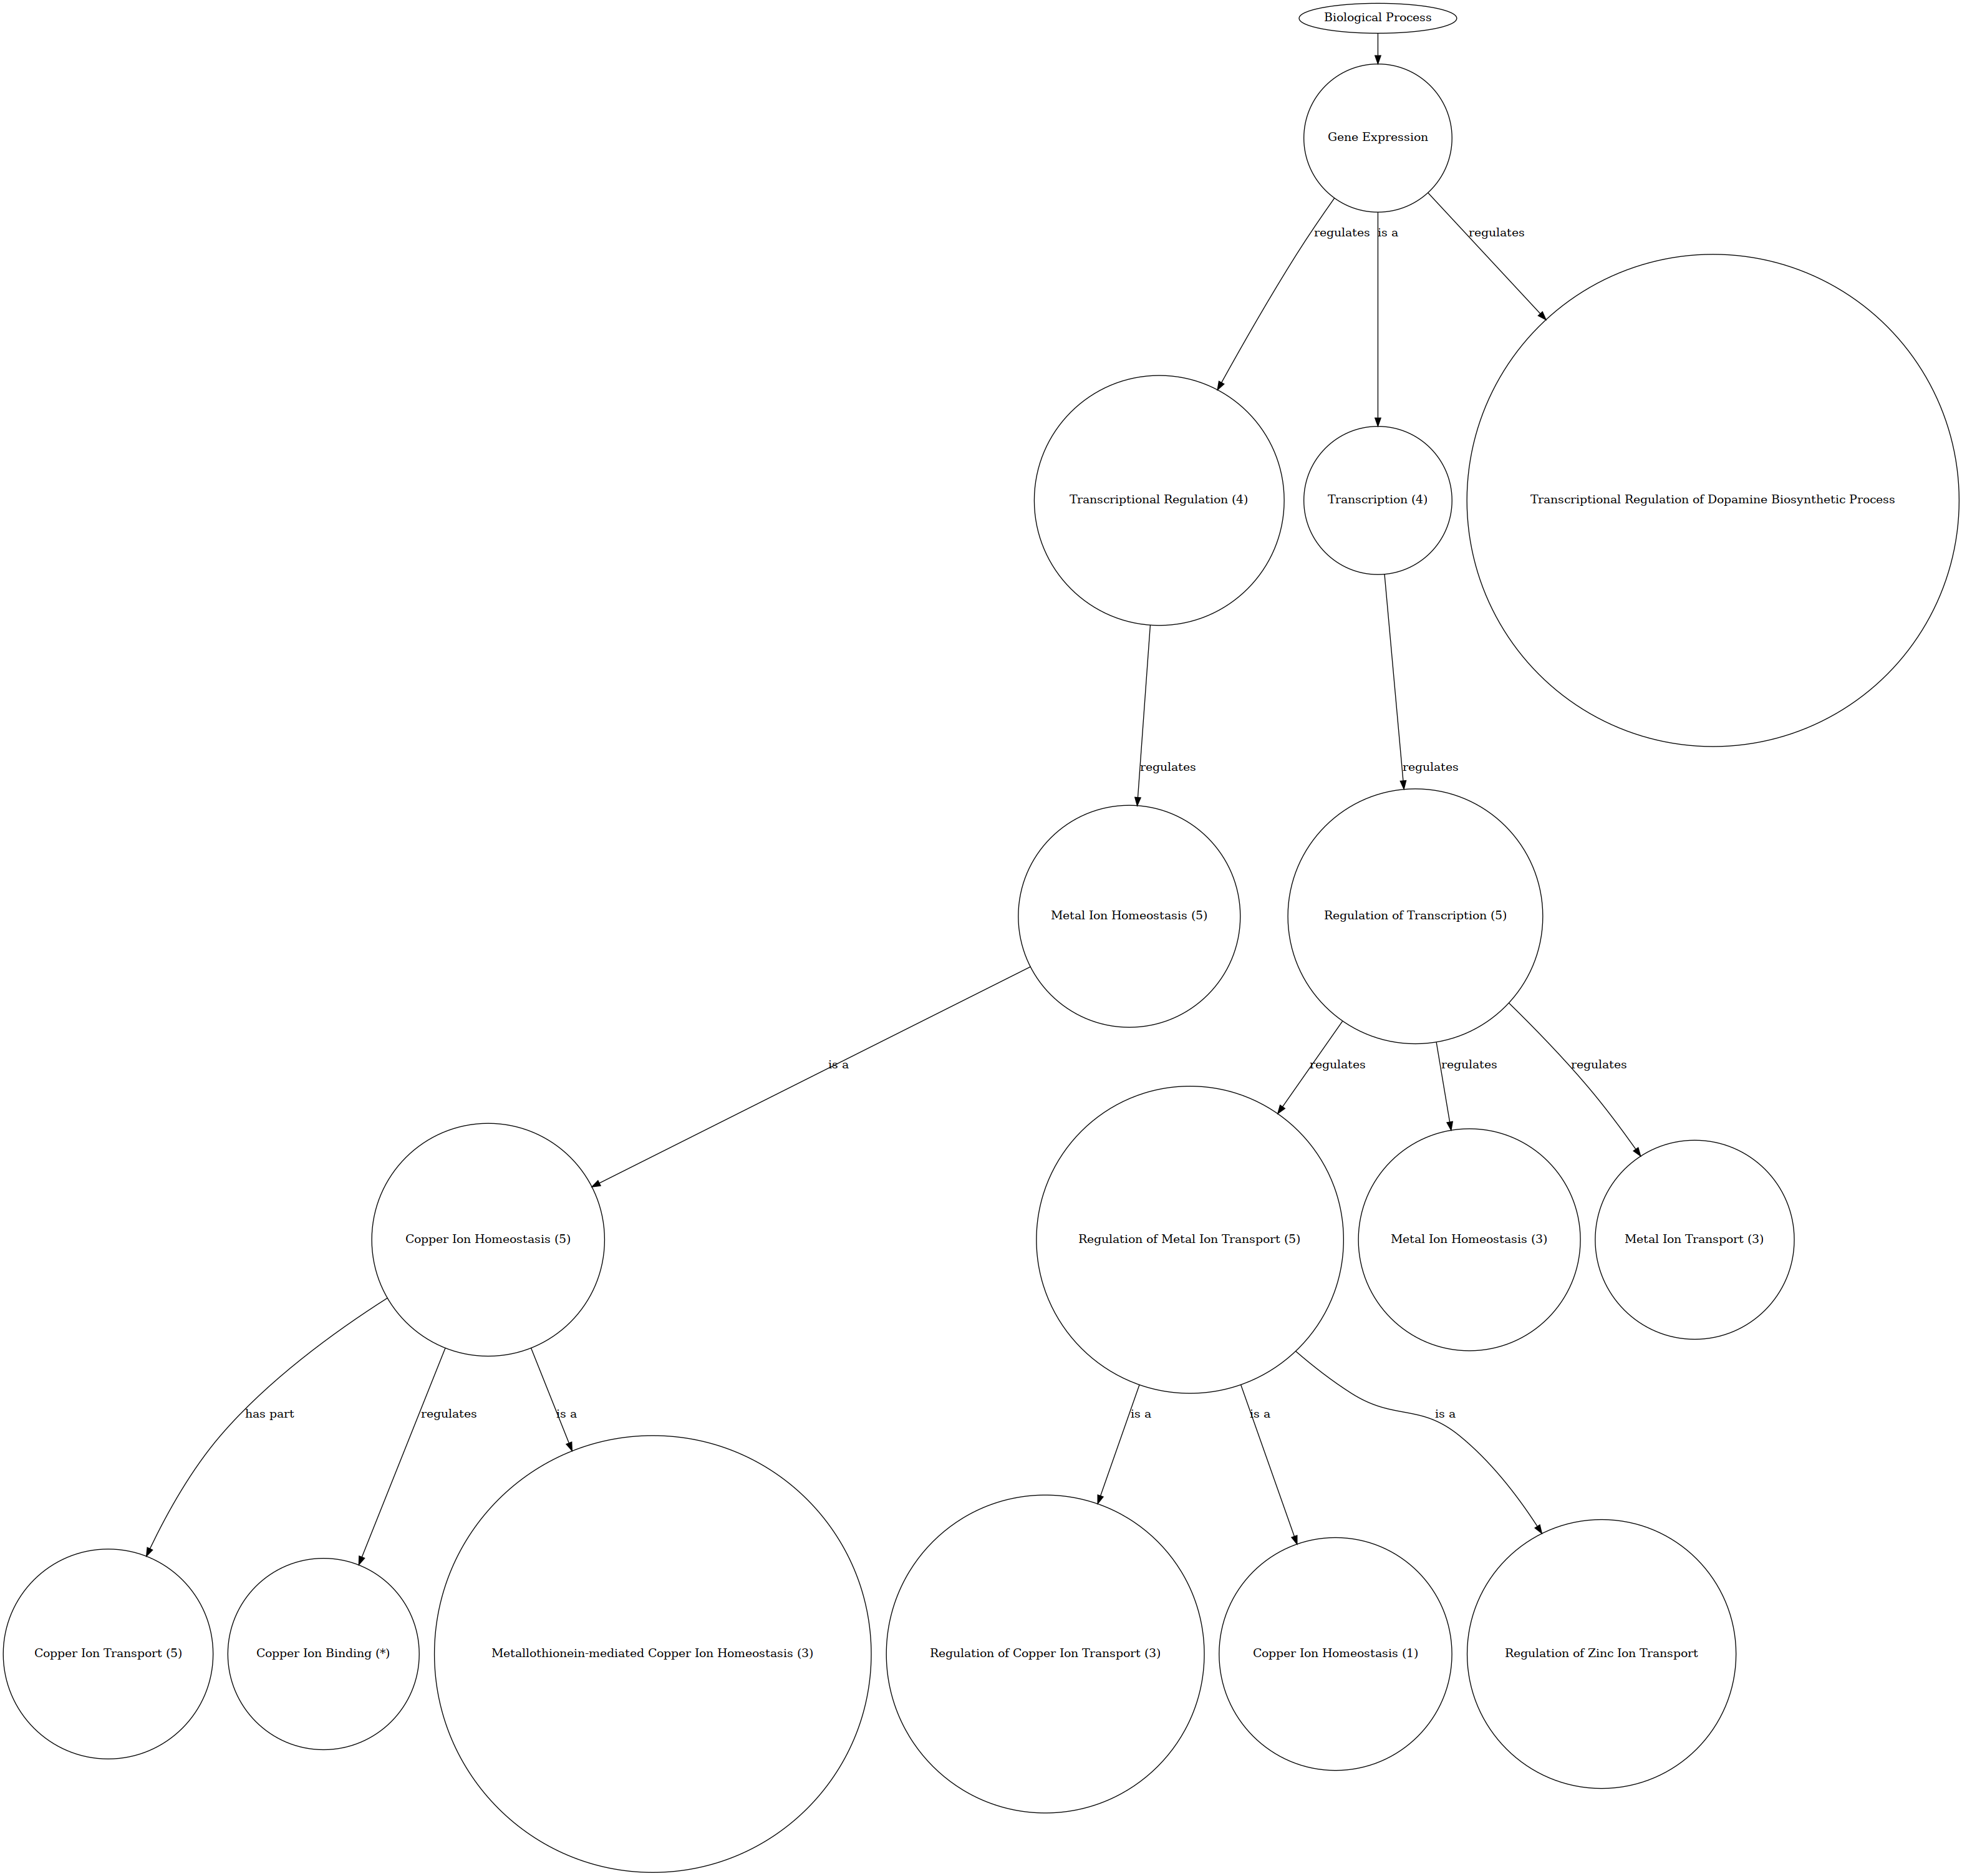 Biological Process
Gene Expression
regulates
is a
regulates
Transcriptional Regulation (4)
Transcription (4)
Transcriptional Regulation of Dopamine Biosynthetic Process
regulates
regulates
Metal Ion Homeostasis (5)
Regulation of Transcription (5)
is a
regulates
regulates
regulates
Copper Ion Homeostasis (5)
Regulation of Metal Ion Transport (5)
Metal Ion Homeostasis (3)
Metal Ion Transport (3)
has part
regulates
is a
is a
is a
is a
Copper Ion Transport (5)
Copper Ion Binding (*)
Metallothionein-mediated Copper Ion Homeostasis (3)
Regulation of Copper Ion Transport (3)
Copper Ion Homeostasis (1)
Regulation of Zinc Ion Transport